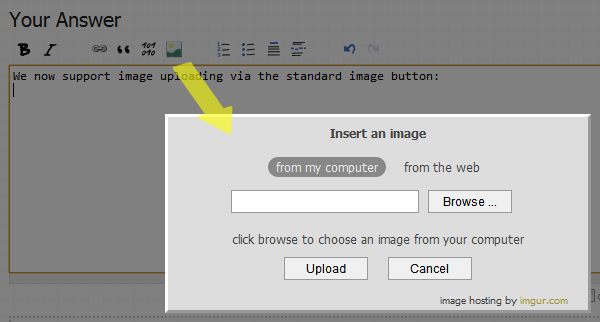 Your Answer
B I 101 010
We now support image uploading via the standard image button:
Insert an image
from my computer from the web
Browse ...
click browse to choose an image from your computer
Upload Cancel
image hosting by imgur.com